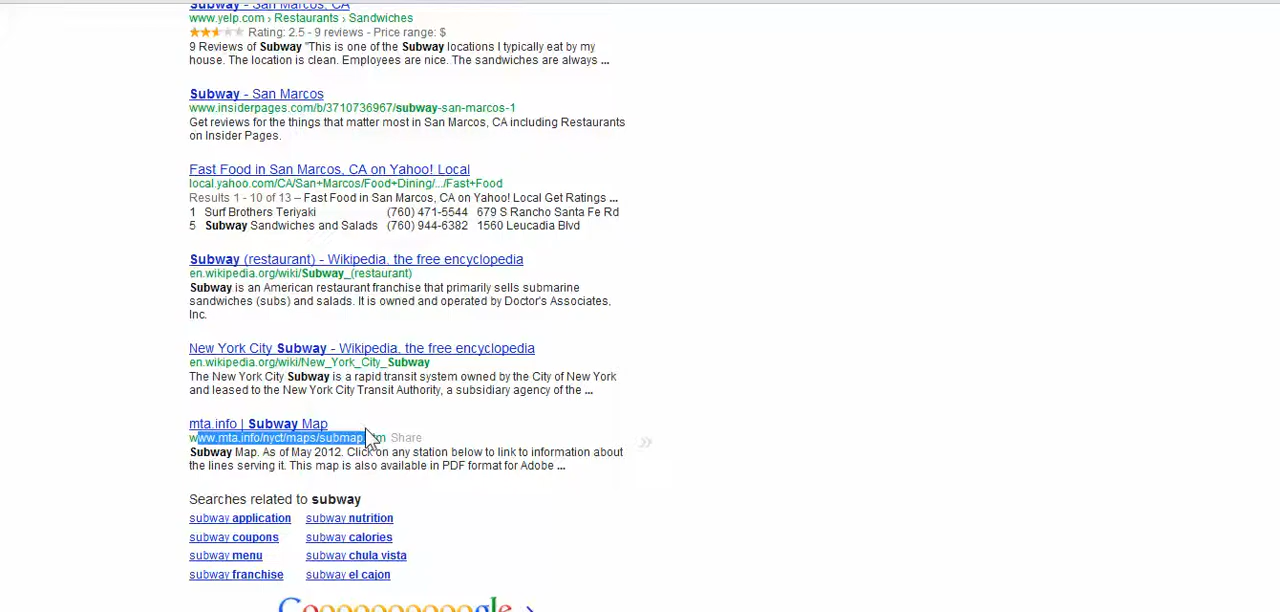 Subway - San Marcos, CA
www.yelp.com › Restaurants › Sandwiches
Rating: 2.5 - 9 reviews - Price range: $
9 Reviews of Subway "This is one of the Subway locations I typically eat by my
house. The location is clean. Employees are nice. The sandwiches are always ...
Subway - San Marcos
www.insiderpages.com/b/3710736967/subway-san-marcos-1
Get reviews for the things that matter most in San Marcos, CA including Restaurants
on Insider Pages.
Fast Food in San Marcos, CA on Yahoo! Local
local.yahoo.com/CA/San+Marcos/Food+Dining/.../Fast+Food
Results 1 - 10 of 13 – Fast Food in San Marcos, CA on Yahoo! Local Get Ratings ...
1 Surf Brothers Teriyaki (760) 471-5544 679 S Rancho Santa Fe Rd
5 Subway Sandwiches and Salads (760) 944-6382 1560 Leucadia Blvd
Subway (restaurant) - Wikipedia, the free encyclopedia
en.wikipedia.org/wiki/Subway_(restaurant)
Subway is an American restaurant franchise that primarily sells submarine
sandwiches (subs) and salads. It is owned and operated by Doctor's Associates,
Inc.
New York City Subway - Wikipedia, the free encyclopedia
en.wikipedia.org/wiki/New_York_City_Subway
The New York City Subway is a rapid transit system owned by the City of New York
and leased to the New York City Transit Authority, a subsidiary agency of the ...
mta.info | Subway Map
www.mta.info/nyct/maps/submap.htm Share
Subway Map. As of May 2012. Click on any station below to link to information about
the lines serving it. This map is also available in PDF format for Adobe ...
Searches related to subway
subway application subway nutrition
subway coupons subway calories
subway menu subway chula vista
subway franchise subway el cajon
Goooooooooogle